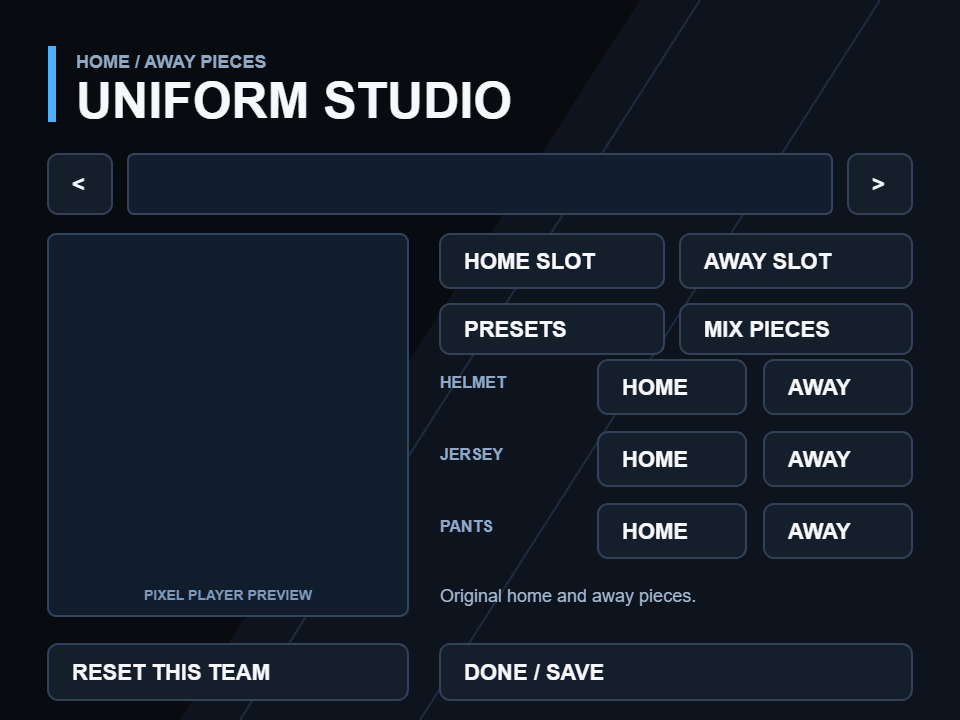 HOME / AWAY PIECES
UNIFORM STUDIO
<
>
HOME SLOT
AWAY SLOT
PRESETS
MIX PIECES
HELMET
HOME
AWAY
JERSEY
HOME
AWAY
PANTS
HOME
AWAY
PIXEL PLAYER PREVIEW
Original home and away pieces.
RESET THIS TEAM
DONE / SAVE